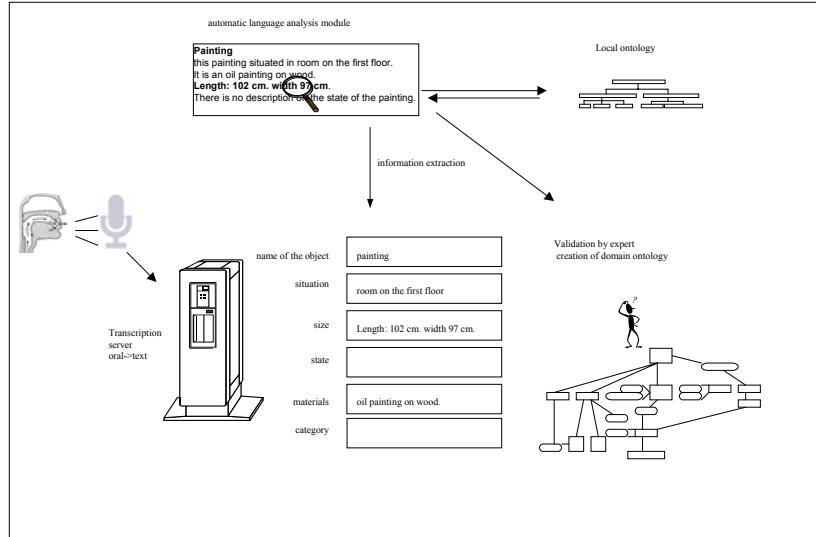 automatic language analysis module
Painting
this painting situated in room on the first floor.
It is an oil painting on wood.
Length: 102 cm. width 97 cm.
There is no description the state of the painting.
Local ontology
information extraction
Validation by expert
creation of domain ontology
?
Transcription
server
oral->text
name of the object
painting
situation
room on the first floor
size
Length: 102 cm. width 97 cm.
state
materials
oil painting on wood.
category